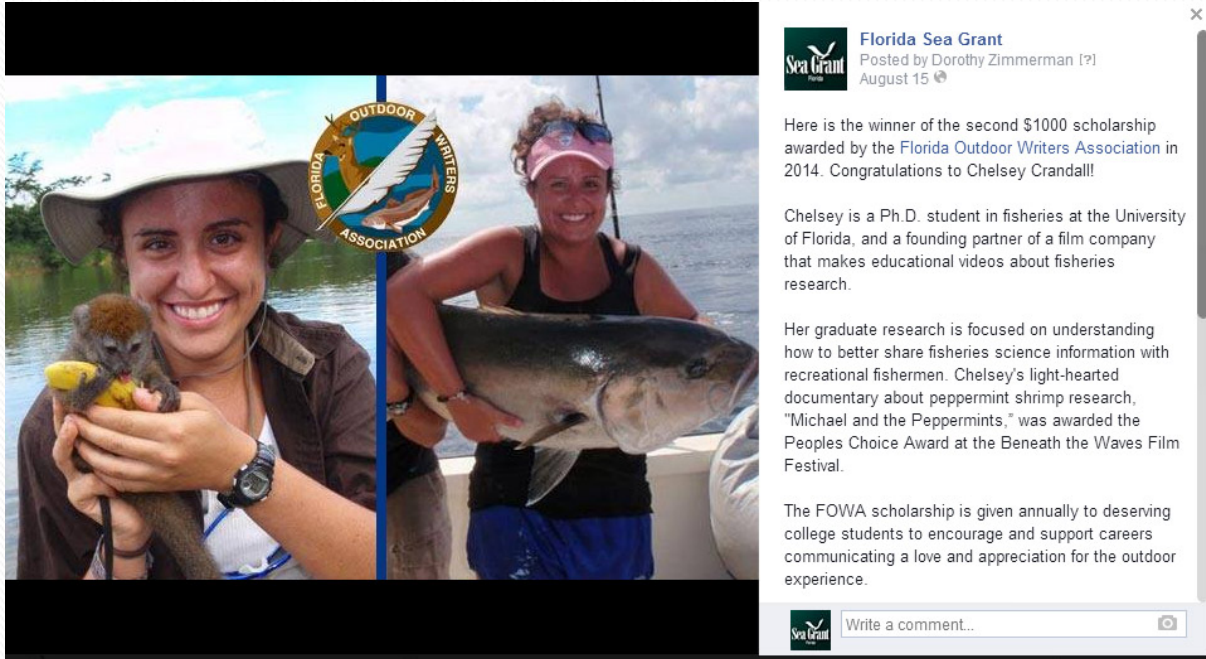 FLORIDA OUTDOOR WRITERS ASSOCIATION
Sea Grant
Florida
Florida Sea Grant
Posted by Dorothy Zimmerman [?]
August 15
Here is the winner of the second $1000 scholarship
awarded by the Florida Outdoor Writers Association in
2014. Congratulations to Chelsey Crandall!
Chelsey is a Ph.D. student in fisheries at the University
of Florida, and a founding partner of a film company
that makes educational videos about fisheries
research.
Her graduate research is focused on understanding
how to better share fisheries science information with
recreational fishermen. Chelsey's light-hearted
documentary about peppermint shrimp research,
"Michael and the Peppermints," was awarded the
Peoples Choice Award at the Beneath the Waves Film
Festival.
The FOWA scholarship is given annually to deserving
college students to encourage and support careers
communicating a love and appreciation for the outdoor
experience.
Sea Grant
Florida
Write a comment...